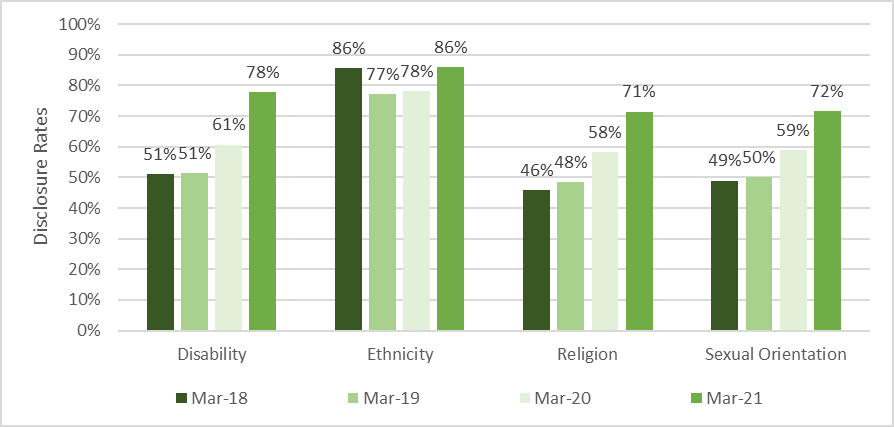 100%
90%
80%
70%
60%
50%
40%
30%
20%
10%
0%
Disclosure Rates
51% 51% 61% 78%
86% 77% 78% 86%
46% 48% 58% 71%
49% 50% 59% 72%
Disability Ethnicity Religion Sexual Orientation
Mar-18 Mar-19 Mar-20 Mar-21